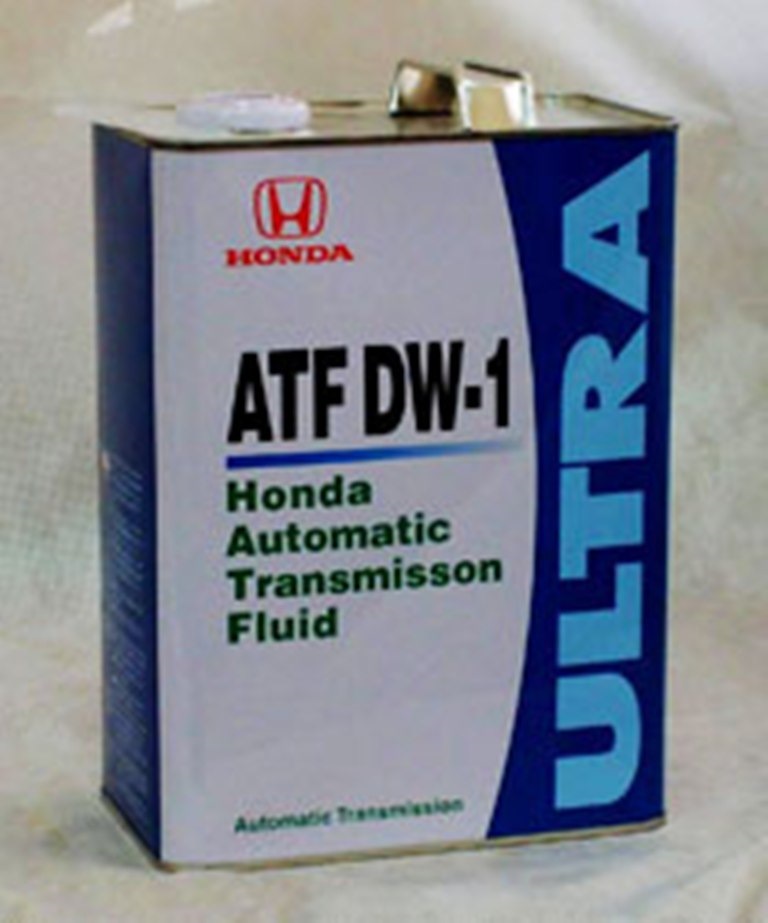 HONDA
ATF DW-1
Honda
Automatic
Transmisson
Fluid
Automatic Transmission
ULTRA